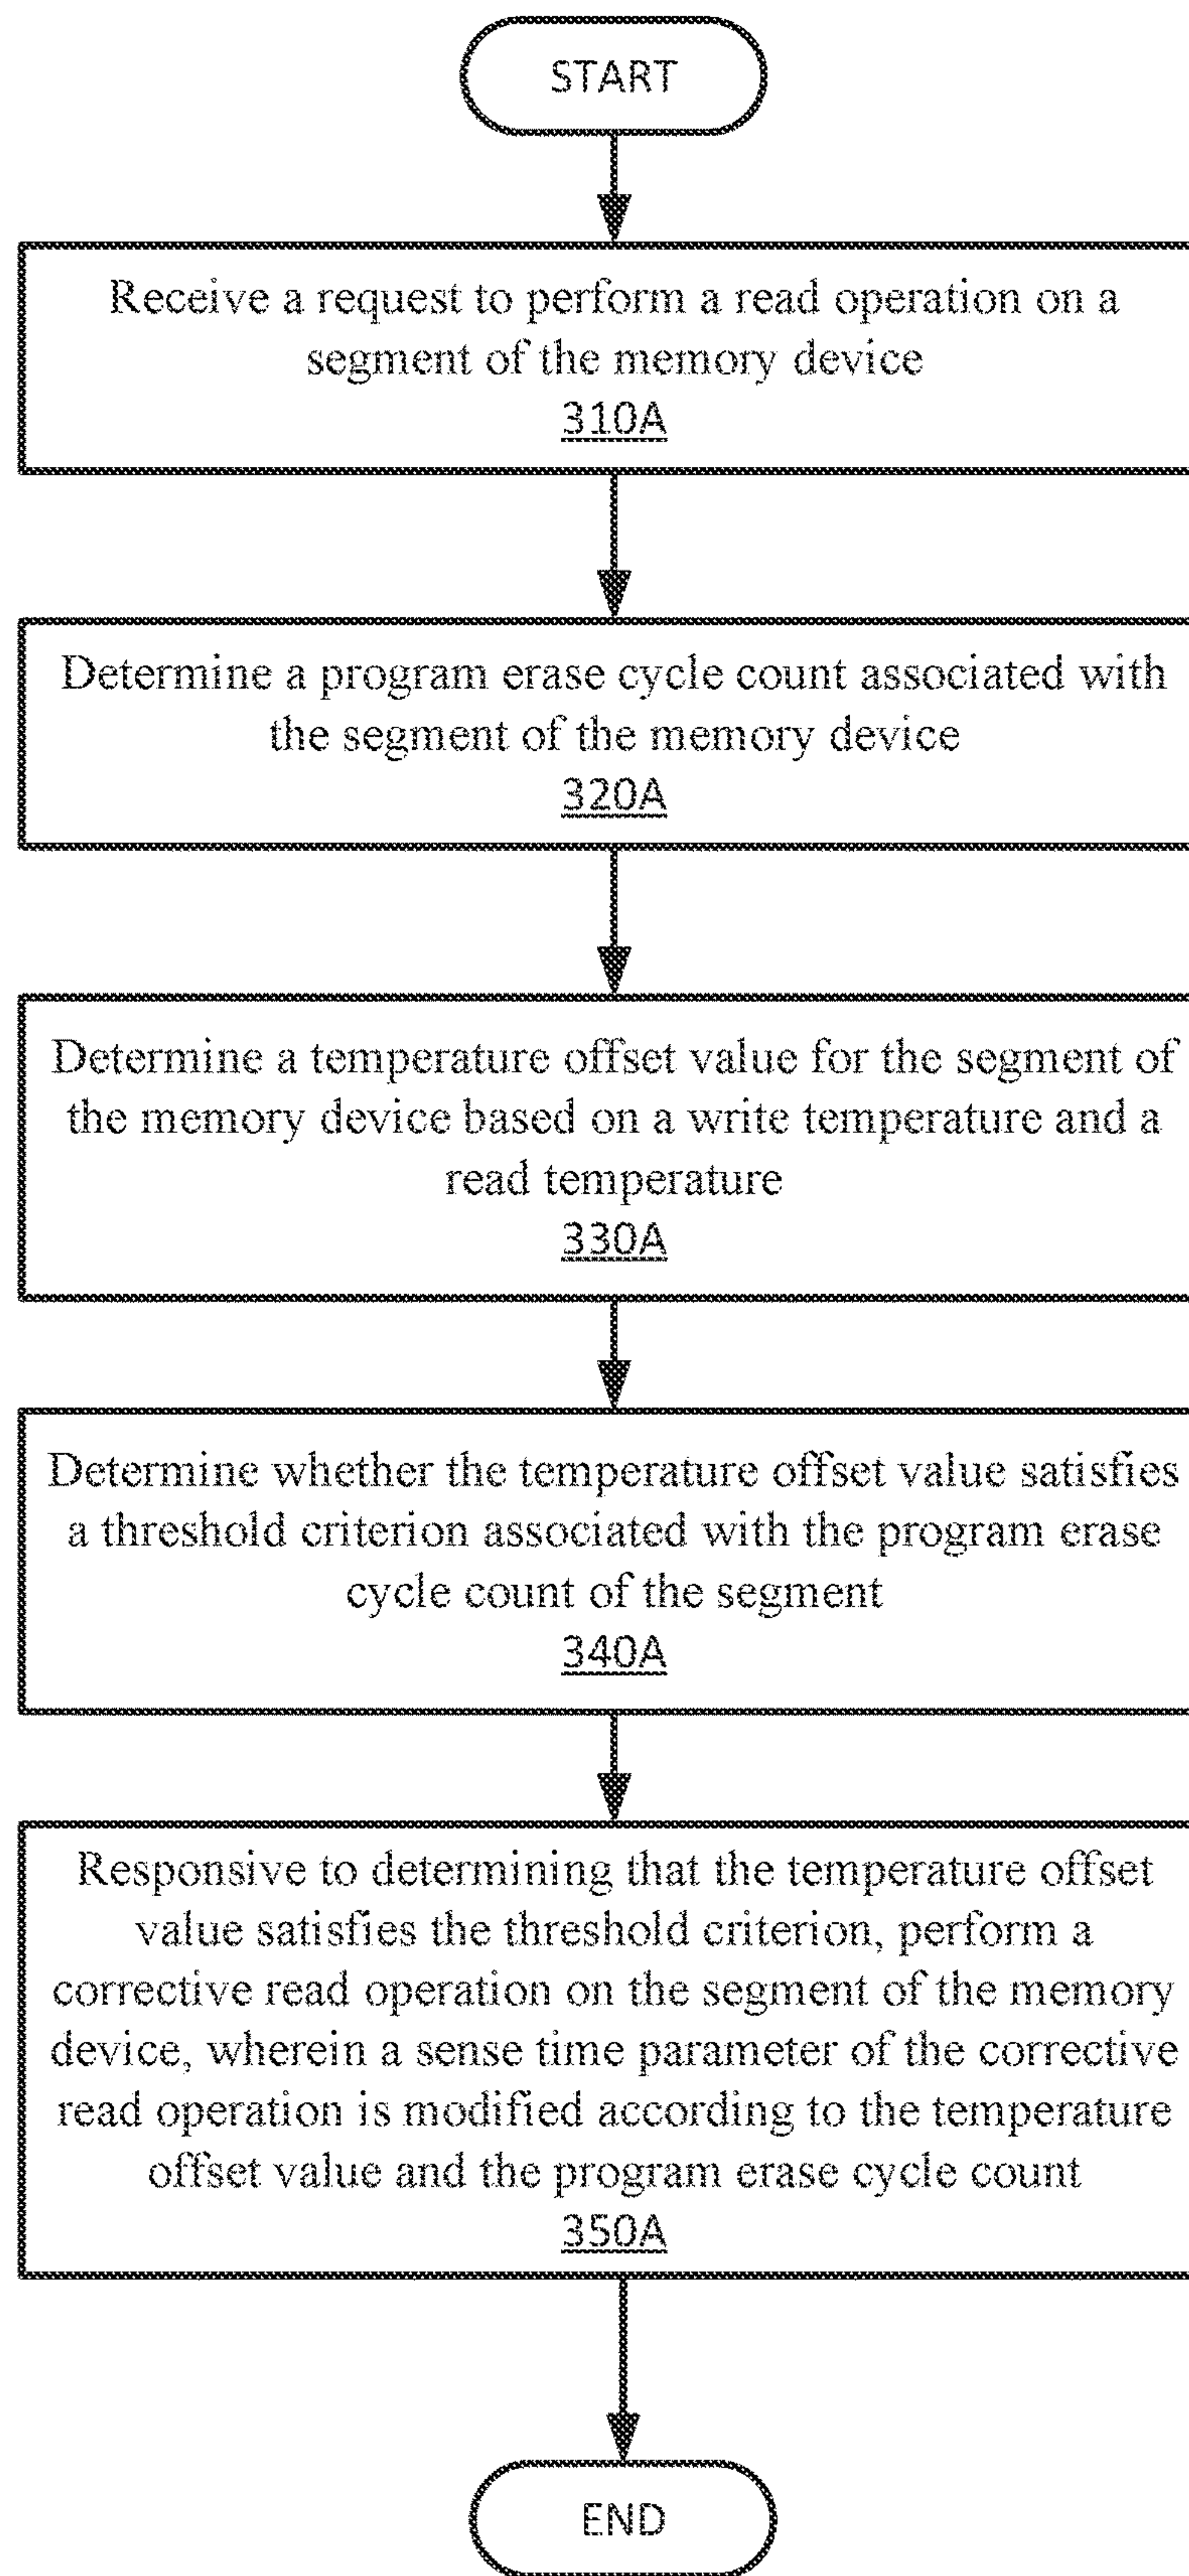 START
Receive a request to perform a read operation on a
segment of the memory device
310A
Determine a program erase cycle count associated with
the segment of the memory device
320A
Determine a temperature offset value for the segment of
the memory device based on a write temperature and a
read temperature
330A
Determine whether the temperature offset value satisfies
a threshold criterion associated with the program erase
cycle count of the segment
340A
Responsive to determining that the temperature offset
value satisfies the threshold criterion, perform a
corrective read operation on the segment of the memory
device, wherein a sense time parameter of the corrective
read operation is modified according to the temperature
offset value and the program erase cycle count
350A
END